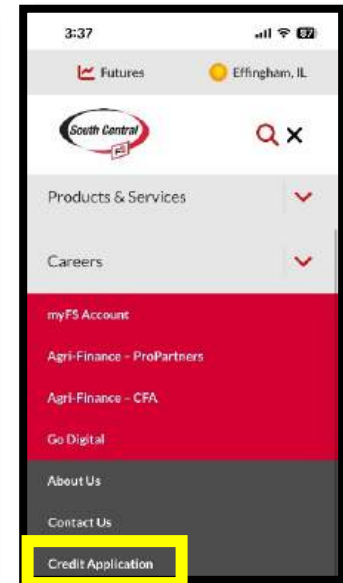 3:37 87
Futures Effingham, IL
South Central
FS
Products & Services
Careers
myFS Account
Agri-Finance – ProPartners
Agri-Finance – CFA
Go Digital
About Us
Contact Us
Credit Application